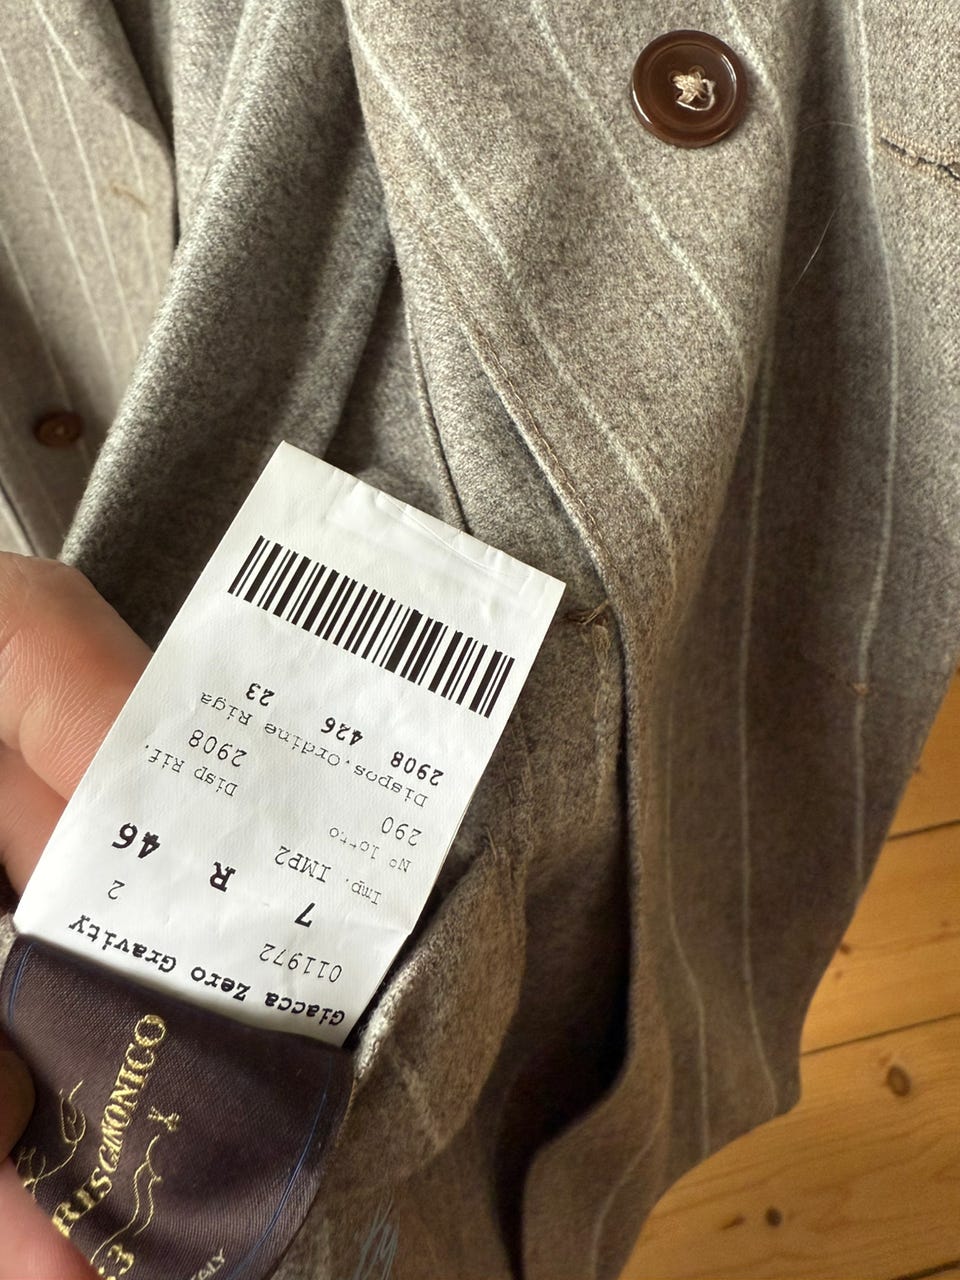 Giacca Zero Gravity
011972 2
7 R 46
Imp. IMP2
N° lotto Disp Rif.
290 2908
Dispos.Ordine Riga
2908 426 23
RISCANONICO